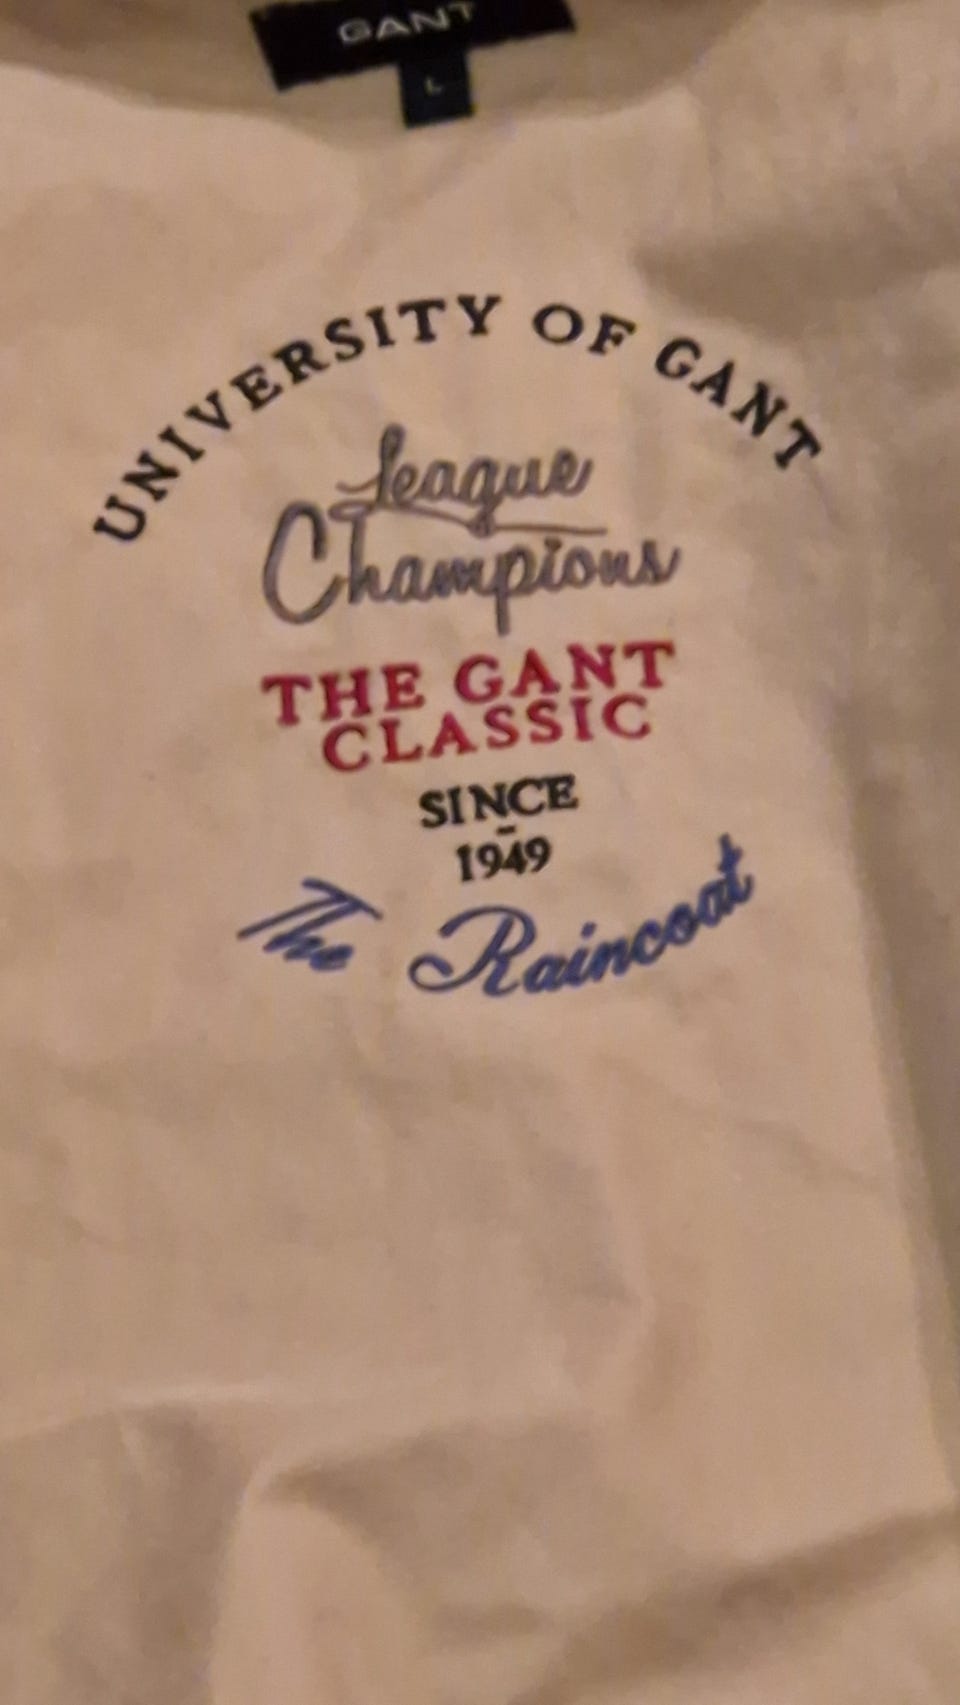 GANT
L
UNIVERSITY OF GANT
League
Champions
THE GANT
CLASSIC
SINCE
-
1949
The Raincoat